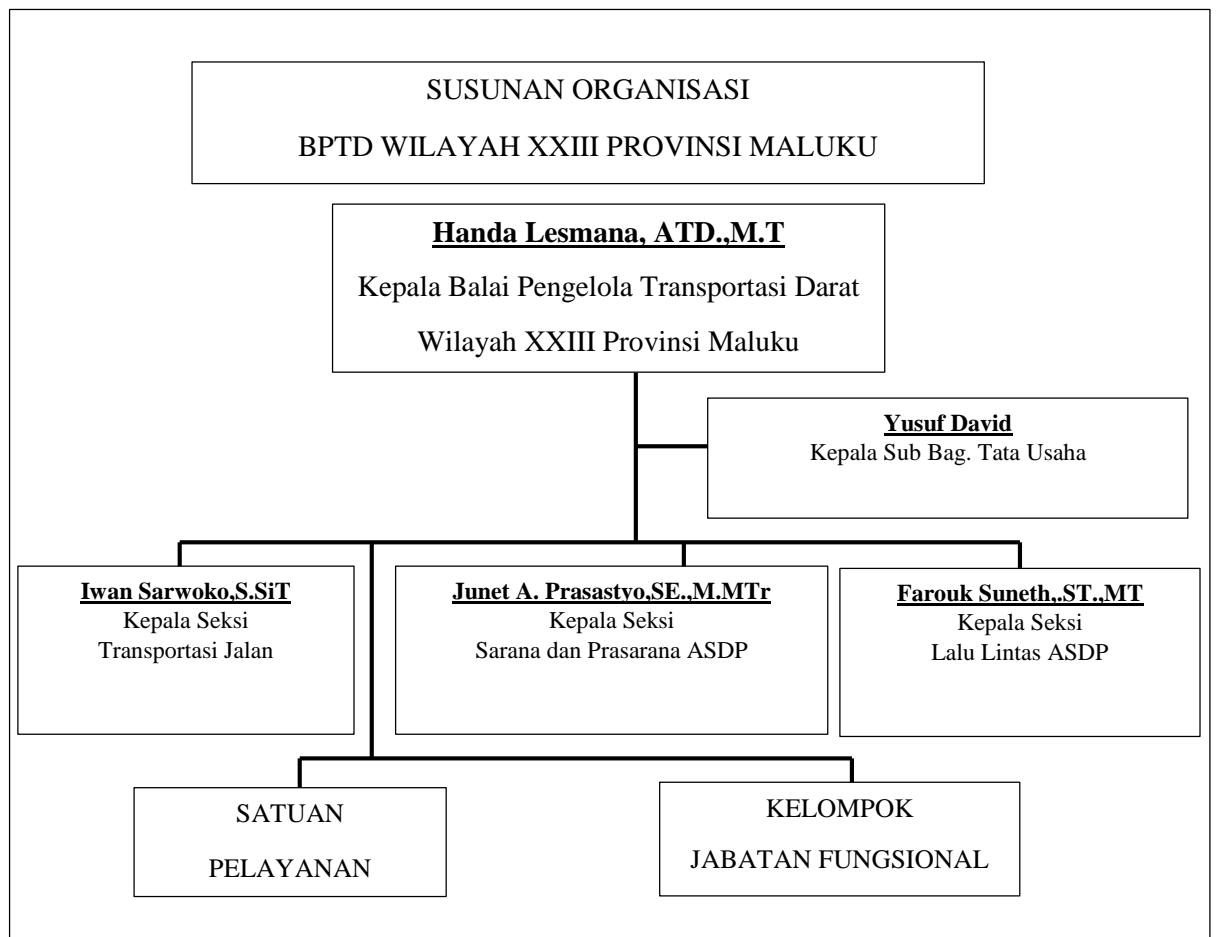 SUSUNAN ORGANISASI
BPTD WILAYAH XXIII PROVINSI MALUKU
Handa Lesmana, ATD.,M.T
Kepala Balai Pengelola Transportasi Darat
Wilayah XXIII Provinsi Maluku
Yusuf David
Kepala Sub Bag. Tata Usaha
Iwan Sarwoko,S.SiT
Kepala Seksi
Transportasi Jalan
Junet A. Prasastyo,SE.,M.MTr
Kepala Seksi
Sarana dan Prasarana ASDP
Farouk Suneth,.ST.,MT
Kepala Seksi
Lalu Lintas ASDP
SATUAN
PELAYANAN
KELOMPOK
JABATAN FUNGSIONAL